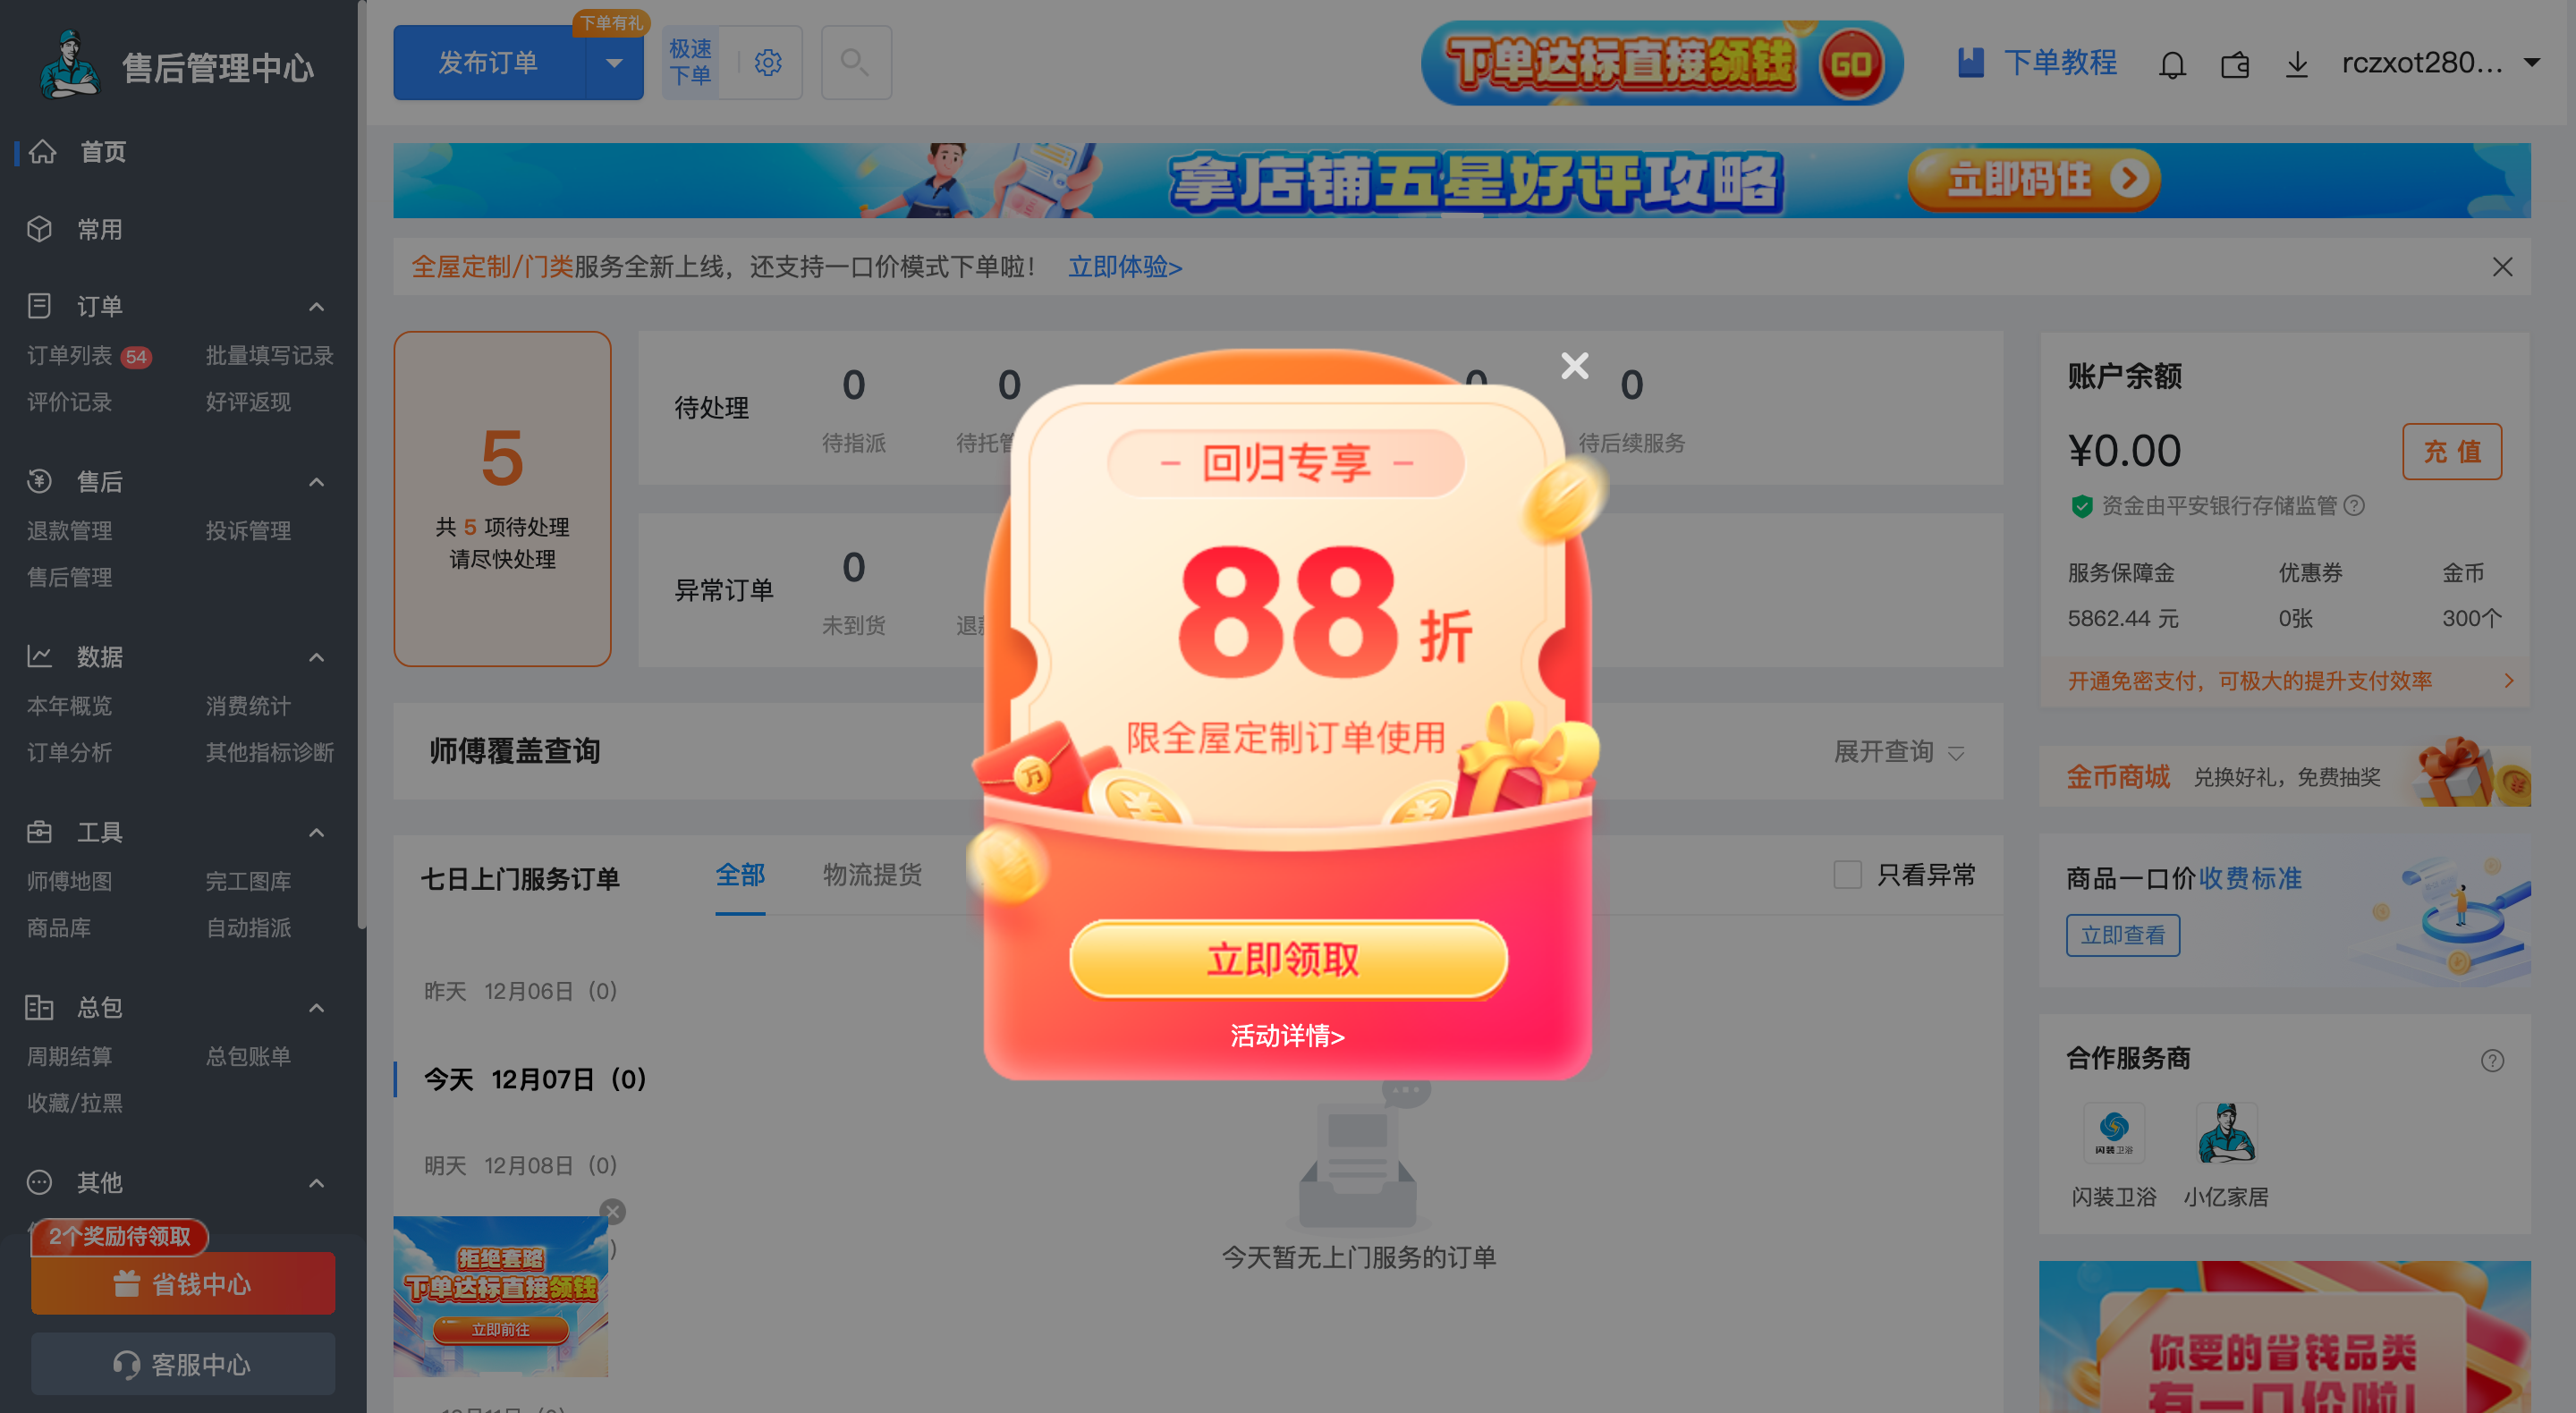 售后管理中心
首页
常用
订单
订单列表 54
批量填写记录
评价记录
好评返现
售后
退款管理
投诉管理
售后管理
数据
本年概览
消费统计
订单分析
其他指标诊断
工具
师傅地图
完工图库
商品库
自动指派
总包
周期结算
总包账单
收藏/拉黑
其他
2个奖励待领取
省钱中心
客服中心
发布订单
下单有礼
极速
下单
下单达标直接领钱 GO
下单教程
rczxot280...
拿店铺五星好评攻略
立即码住
全屋定制/门类服务全新上线，还支持一口价模式下单啦！ 立即体验>
5
共 5 项待处理
请尽快处理
待处理
0
待指派
0
待托管
0
0
待后续服务
异常订单
0
未到货
师傅覆盖查询
展开查询
七日上门服务订单
全部
物流提货
只看异常
昨天 12月06日（0）
今天 12月07日（0）
明天 12月08日（0）
拒绝套路
下单达标直接领钱
立即前往
今天暂无上门服务的订单
回归专享
88 折
限全屋定制订单使用
万
立即领取
活动详情>
账户余额
¥0.00
充 值
资金由平安银行存储监管
服务保障金
优惠券
金币
5862.44 元
0张
300个
开通免密支付，可极大的提升支付效率
金币商城 兑换好礼，免费抽奖
商品一口价收费标准
立即查看
合作服务商
闪装卫浴
闪装卫浴
小亿家居
你要的省钱品类
有一口价啦！